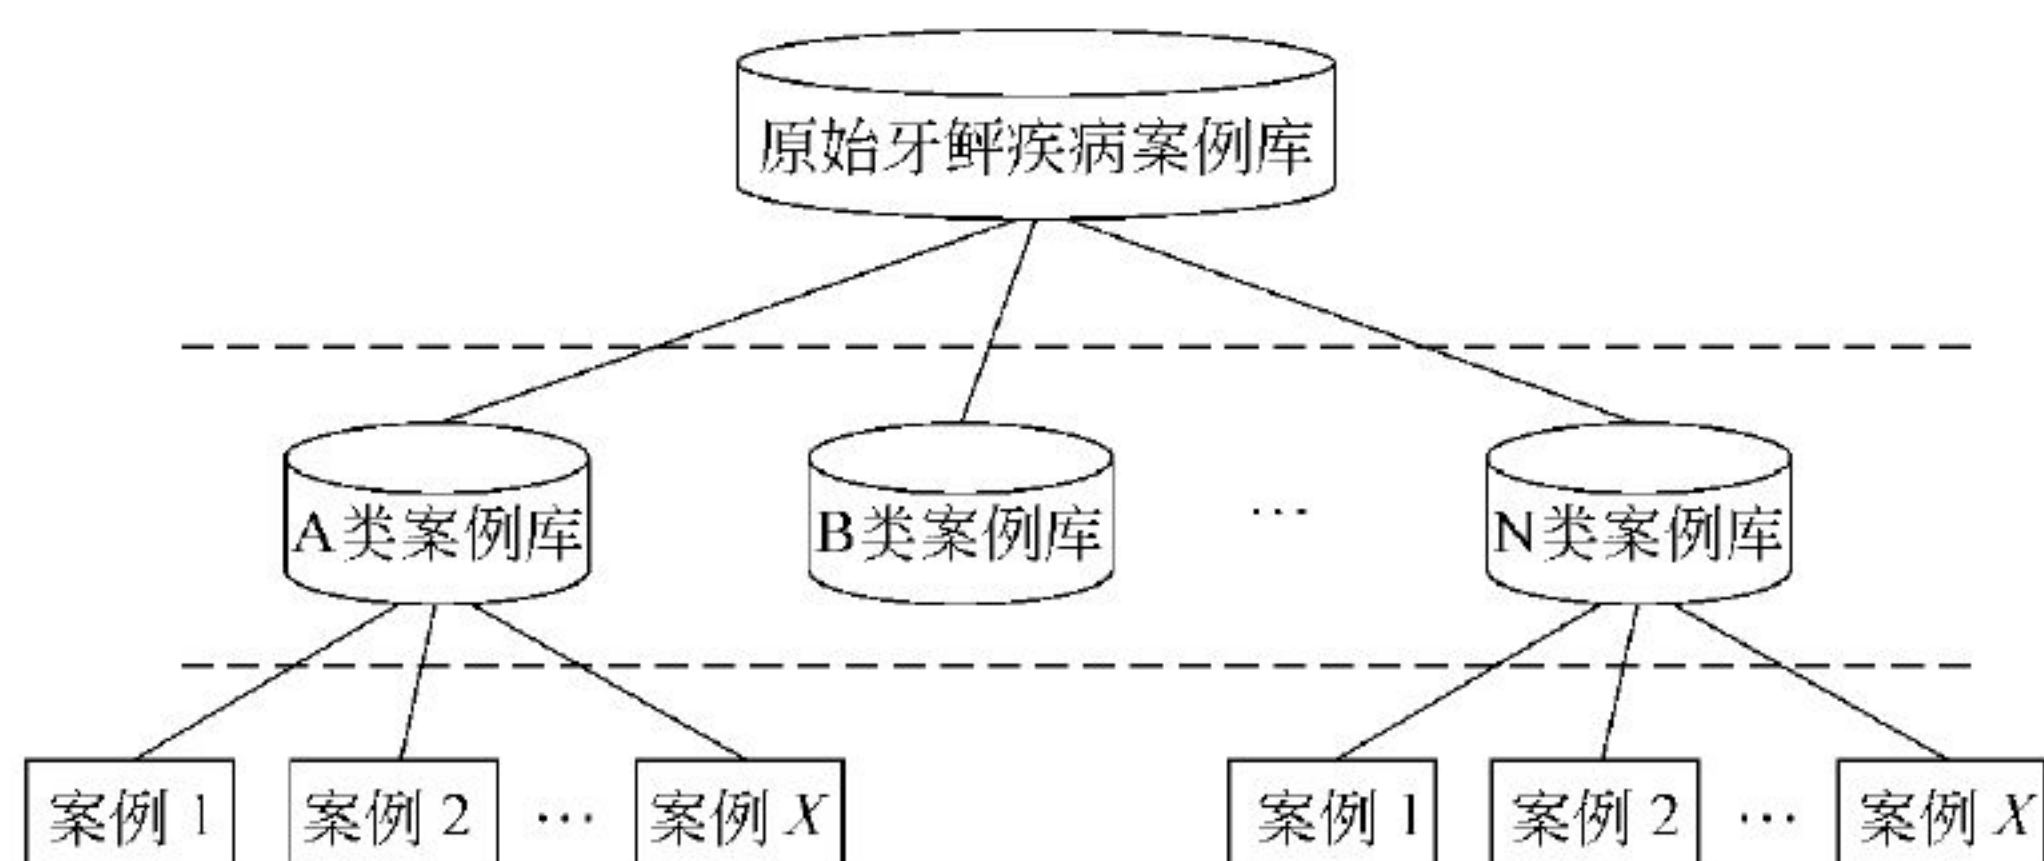 原始牙鲆疾病案例库
A类案例库 B类案例库 … N类案例库
案例 1 案例 2 … 案例 X 案例 1 案例 2 … 案例 X